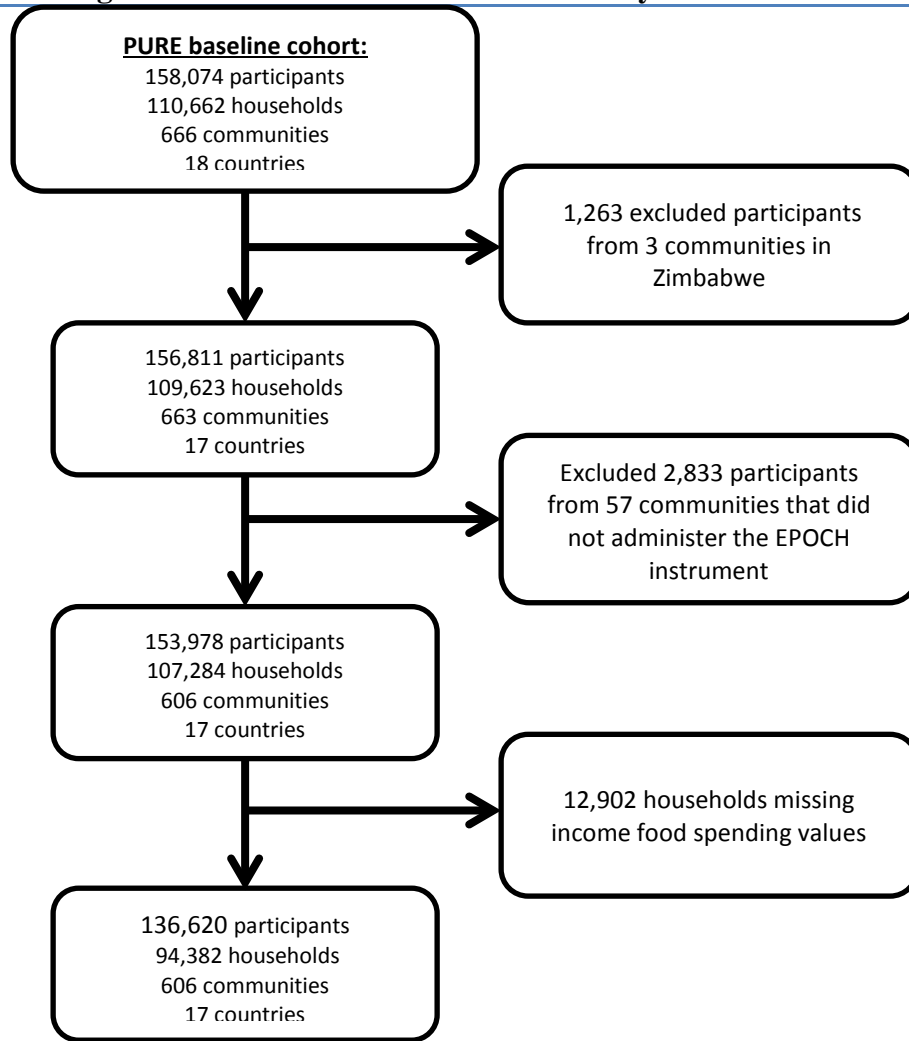 PURE baseline cohort:
158,074 participants
110,662 households
666 communities
18 countries
1,263 excluded participants
from 3 communities in
Zimbabwe
156,811 participants
109,623 households
663 communities
17 countries
Excluded 2,833 participants
from 57 communities that did
not administer the EPOCH
instrument
153,978 participants
107,284 households
606 communities
17 countries
12,902 households missing
income food spending values
136,620 participants
94,382 households
606 communities
17 countries